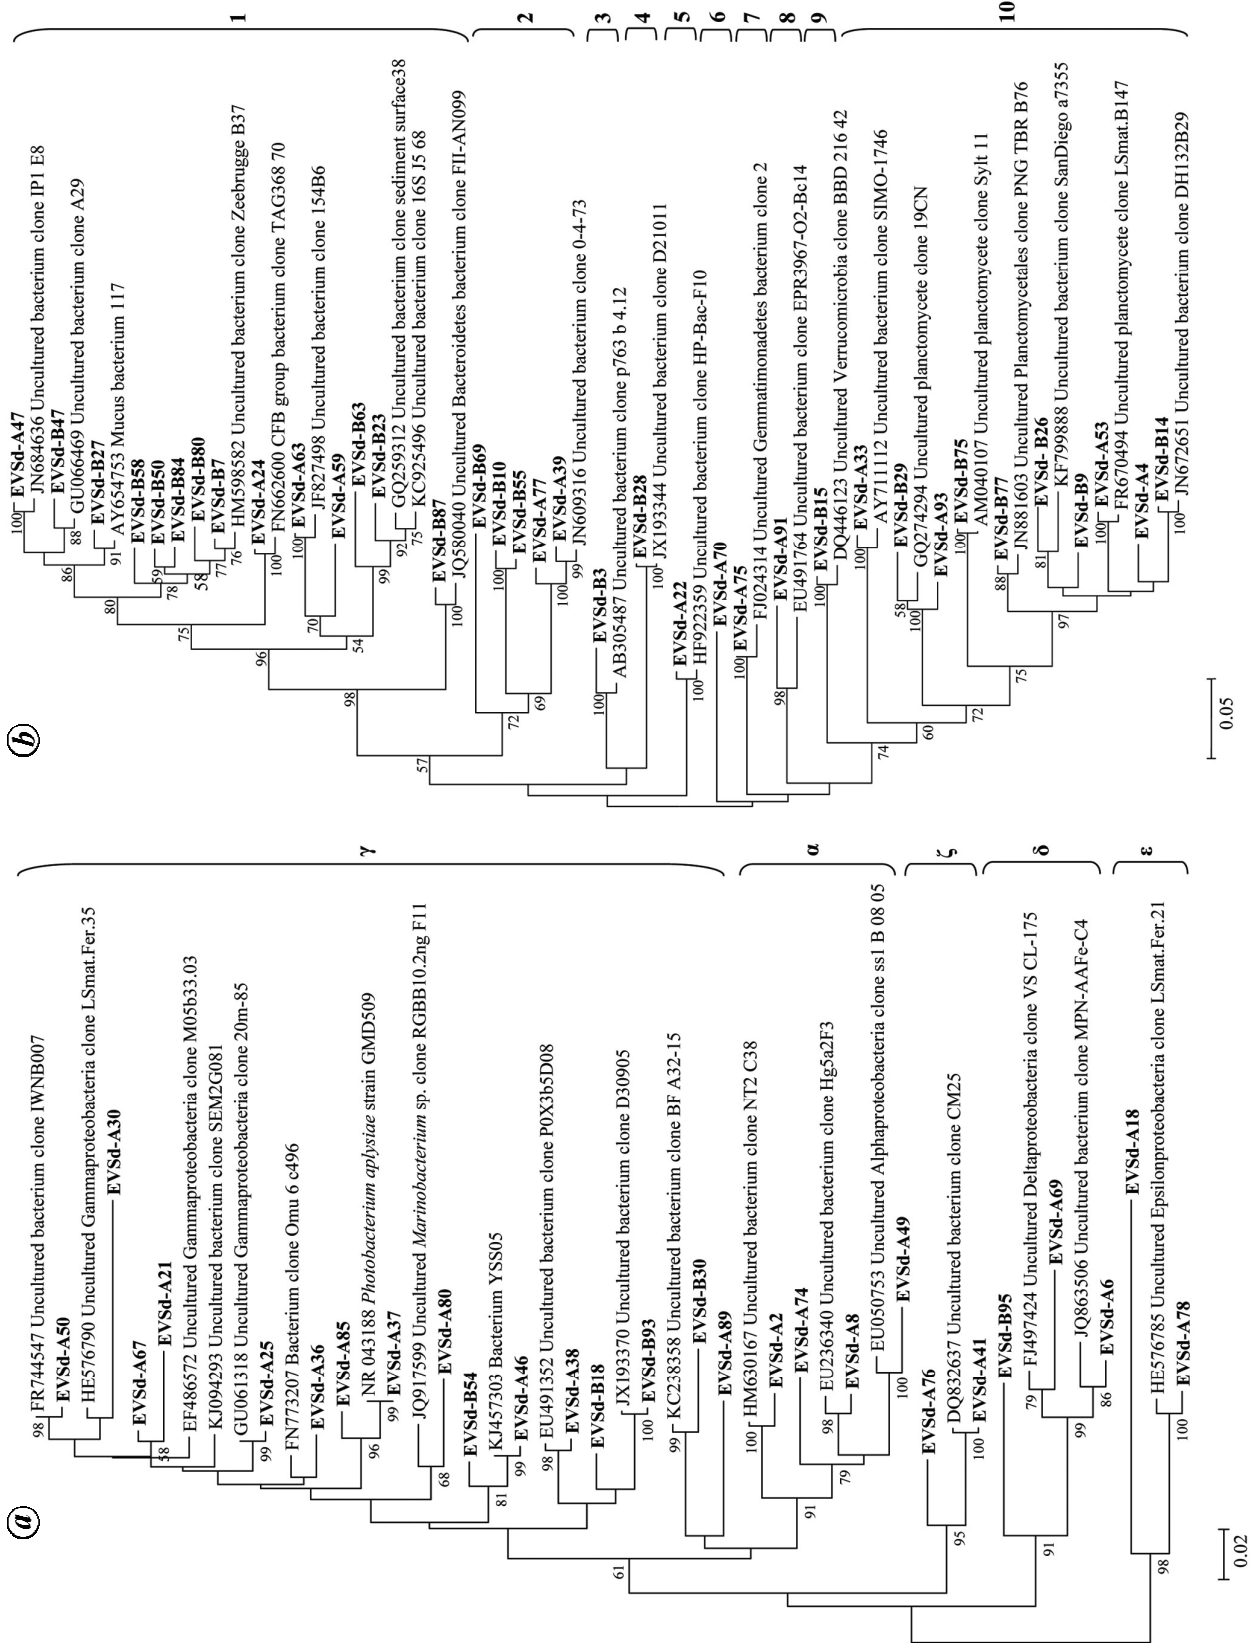 a
FR744547 Uncultured bacterium clone IWNB007
EVSd-A50
HE576790 Uncultured Gammaproteobacteria clone LSmat.Fer.35
EVSd-A30
EVSd-A67
EVSd-A21
EF486572 Uncultured Gammaproteobacteria clone M05b33.03
KJ094293 Uncultured bacterium clone SEM2G081
GU061318 Uncultured Gammaproteobacteria clone 20m-85
EVSd-A25
FN773207 Bacterium clone Omu 6 c496
EVSd-A36
EVSd-A85
NR 043188 Photobacterium aplysiae strain GMD509
EVSd-A37
JQ917599 Uncultured Marinobacterium sp. clone RGBB10.2ng F11
EVSd-A80
EVSd-B54
KJ457303 Bacterium YSS05
EVSd-A46
EU491352 Uncultured bacterium clone P0X3b5D08
EVSd-A38
EVSd-B18
JX193370 Uncultured bacterium clone D30905
EVSd-B93
KC238358 Uncultured bacterium clone BF A32-15
EVSd-B30
EVSd-A89
HM630167 Uncultured bacterium clone NT2 C38
EVSd-A2
EVSd-A74
EU236340 Uncultured bacterium clone Hg5a2F3
EVSd-A8
EU050753 Uncultured Alphaproteobacteria clone ss1 B 08 05
EVSd-A49
EVSd-A76
DQ832637 Uncultured bacterium clone CM25
EVSd-A41
EVSd-B95
FJ497424 Uncultured Deltaproteobacteria clone VS CL-175
EVSd-A69
JQ863506 Uncultured bacterium clone MPN-AAFe-C4
EVSd-A6
EVSd-A18
HE576785 Uncultured Epsilonproteobacteria clone LSmat.Fer.21
EVSd-A78
98
58
99
99
96
68
99
81
98
100
99
61
100
98
100
79
91
100
95
79
86
99
91
100
98
γ
α
ζ
δ
ε
0.02
b
EVSd-A47
JN684636 Uncultured bacterium clone IP1 E8
EVSd-B47
GU066469 Uncultured bacterium clone A29
EVSd-B27
AY654753 Mucus bacterium 117
EVSd-B58
EVSd-B50
EVSd-B84
EVSd-B80
EVSd-B7
HM598582 Uncultured bacterium clone Zeebrugge B37
EVSd-A24
FN662600 CFB group bacterium clone TAG368 70
EVSd-A63
JF827498 Uncultured bacterium clone 154B6
EVSd-A59
EVSd-B63
EVSd-B23
GQ259312 Uncultured bacterium clone sediment surface38
KC925496 Uncultured bacterium clone 16S J5 68
EVSd-B87
JQ580040 Uncultured Bacteroidetes bacterium clone FII-AN099
EVSd-B69
EVSd-B10
EVSd-B55
EVSd-A77
EVSd-A39
JN609316 Uncultured bacterium clone 0-4-73
EVSd-B3
AB305487 Uncultured bacterium clone p763 b 4.12
EVSd-B28
JX193344 Uncultured bacterium clone D21011
EVSd-A22
HF922359 Uncultured bacterium clone HP-Bac-F10
EVSd-A70
EVSd-A75
FJ024314 Uncultured Gemmatimonadetes bacterium clone 2
EVSd-A91
EU491764 Uncultured bacterium clone EPR3967-O2-Bc14
EVSd-B15
DQ446123 Uncultured Verrucomicrobia clone BBD 216 42
EVSd-A33
AY711112 Uncultured bacterium clone SIMO-1746
EVSd-B29
GQ274294 Uncultured planctomycete clone 19CN
EVSd-A93
EVSd-B75
AM040107 Uncultured planctomycete clone Sylt 11
EVSd-B77
JN881603 Uncultured Planctomycetales clone PNG TBR B76
EVSd- B26
KF799888 Uncultured bacterium clone SanDiego a7355
EVSd-B9
EVSd-A53
FR670494 Uncultured planctomycete clone LSmat.B147
EVSd-A4
EVSd-B14
JN672651 Uncultured bacterium clone DH132B29
100
88
86
91
80
59
78
58
77
76
75
100
96
100
70
54
99
92
75
98
100
57
100
72
69
100
99
100
100
100
100
98
100
100
74
58
100
60
100
72
88
75
81
97
100
100
1
2
3
4
5
6
7
8
9
10
0.05